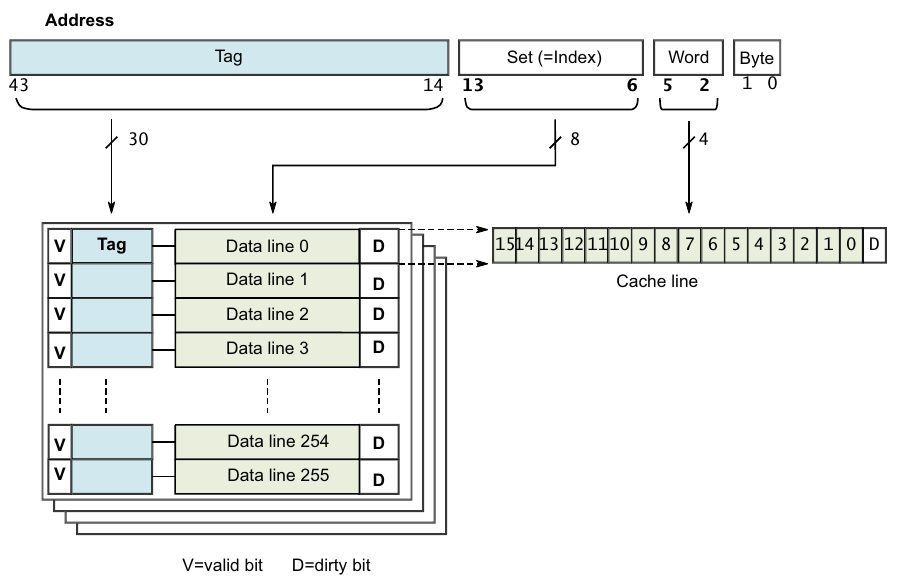 Address
Tag Set (=Index) Word Byte
43 14 13 6 5 2 1 0
30 8 4
V Tag Data line 0 D 15 14 13 12 11 10 9 8 7 6 5 4 3 2 1 0 D
V Data line 1 D Cache line
V Data line 2 D
V Data line 3 D
V Data line 254 D
V Data line 255 D
V=valid bit D=dirty bit